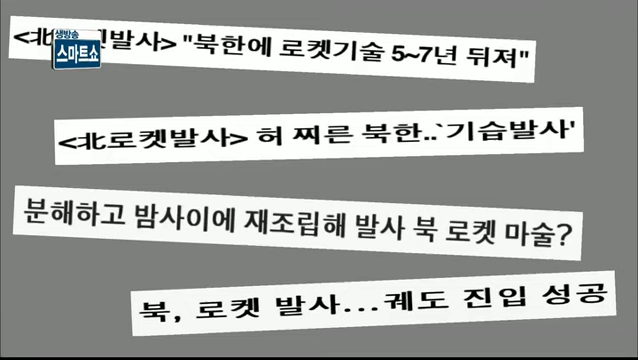 생방송
스마트쇼
<北 발사> "북한에 로켓기술 5~7년 뒤져"
<北로켓발사> 허 찌른 북한..`기습발사'
분해하고 밤사이에 재조립해 발사 북 로켓 마술?
북, 로켓 발사...궤도 진입 성공